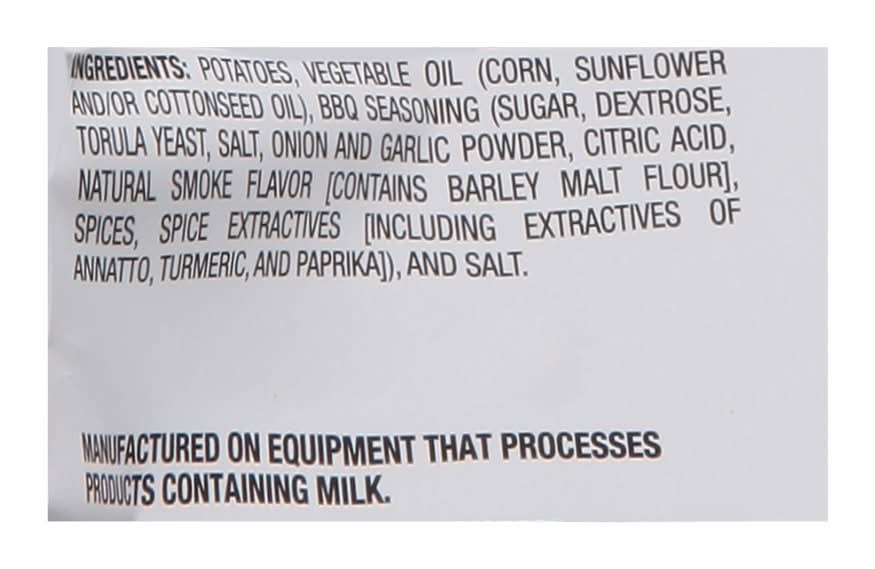 INGREDIENTS: POTATOES, VEGETABLE OIL (CORN, SUNFLOWER
AND/OR COTTONSEED OIL), BBQ SEASONING (SUGAR, DEXTROSE,
TORULA YEAST, SALT, ONION AND GARLIC POWDER, CITRIC ACID,
NATURAL SMOKE FLAVOR [CONTAINS BARLEY MALT FLOUR],
SPICES, SPICE EXTRACTIVES [INCLUDING EXTRACTIVES OF
ANNATTO, TURMERIC, AND PAPRIKA]), AND SALT.
MANUFACTURED ON EQUIPMENT THAT PROCESSES
PRODUCTS CONTAINING MILK.